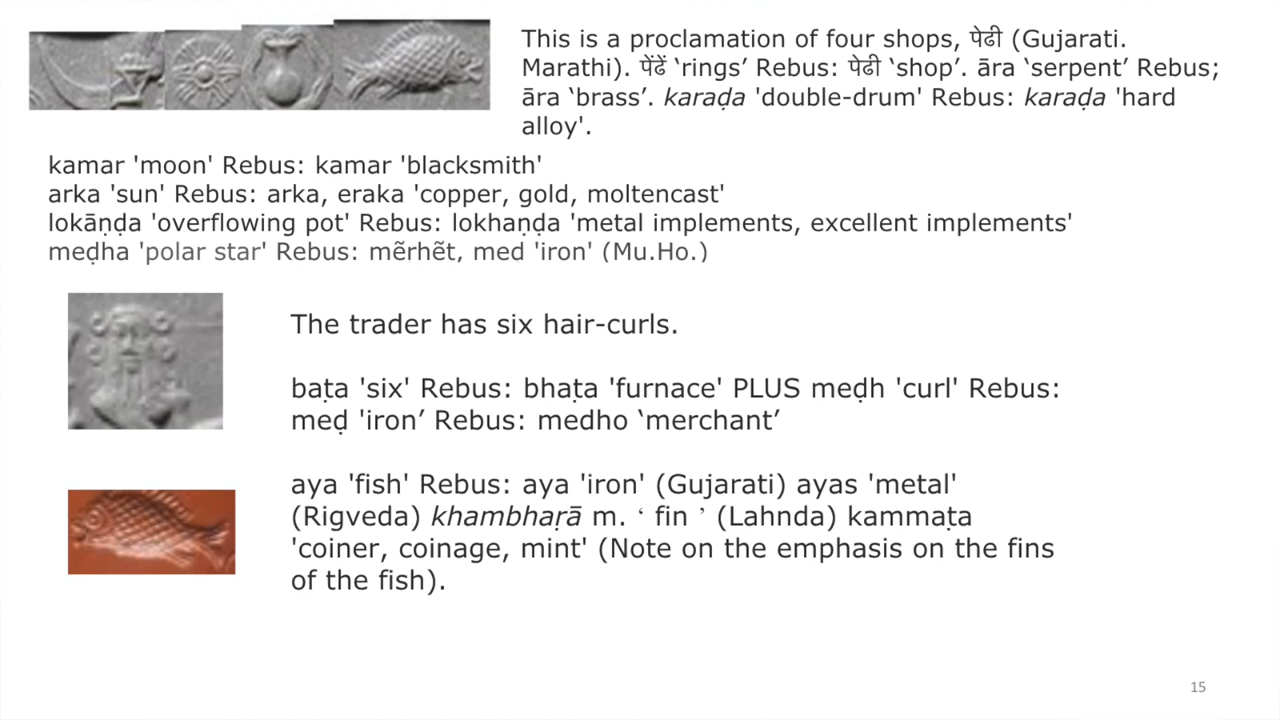 This is a proclamation of four shops, पेढी (Gujarati.
Marathi). पेंढें ‘rings’ Rebus: पेढी ‘shop’. āra ‘serpent’ Rebus;
āra ‘brass’. karaḍa 'double-drum' Rebus: karaḍa 'hard
alloy'.
kamar 'moon' Rebus: kamar 'blacksmith'
arka 'sun' Rebus: arka, eraka 'copper, gold, moltencast'
lokāṇḍa 'overflowing pot' Rebus: lokhaṇḍa 'metal implements, excellent implements'
meḍha 'polar star' Rebus: mẽrhẽt, med 'iron' (Mu.Ho.)
The trader has six hair-curls.
baṭa 'six' Rebus: bhaṭa 'furnace' PLUS meḍh 'curl' Rebus:
meḍ 'iron’ Rebus: medho ‘merchant’
aya 'fish' Rebus: aya 'iron' (Gujarati) ayas 'metal'
(Rigveda) khambhaṛā m. ‘ fin ’ (Lahnda) kammaṭa
'coiner, coinage, mint' (Note on the emphasis on the fins
of the fish).
15